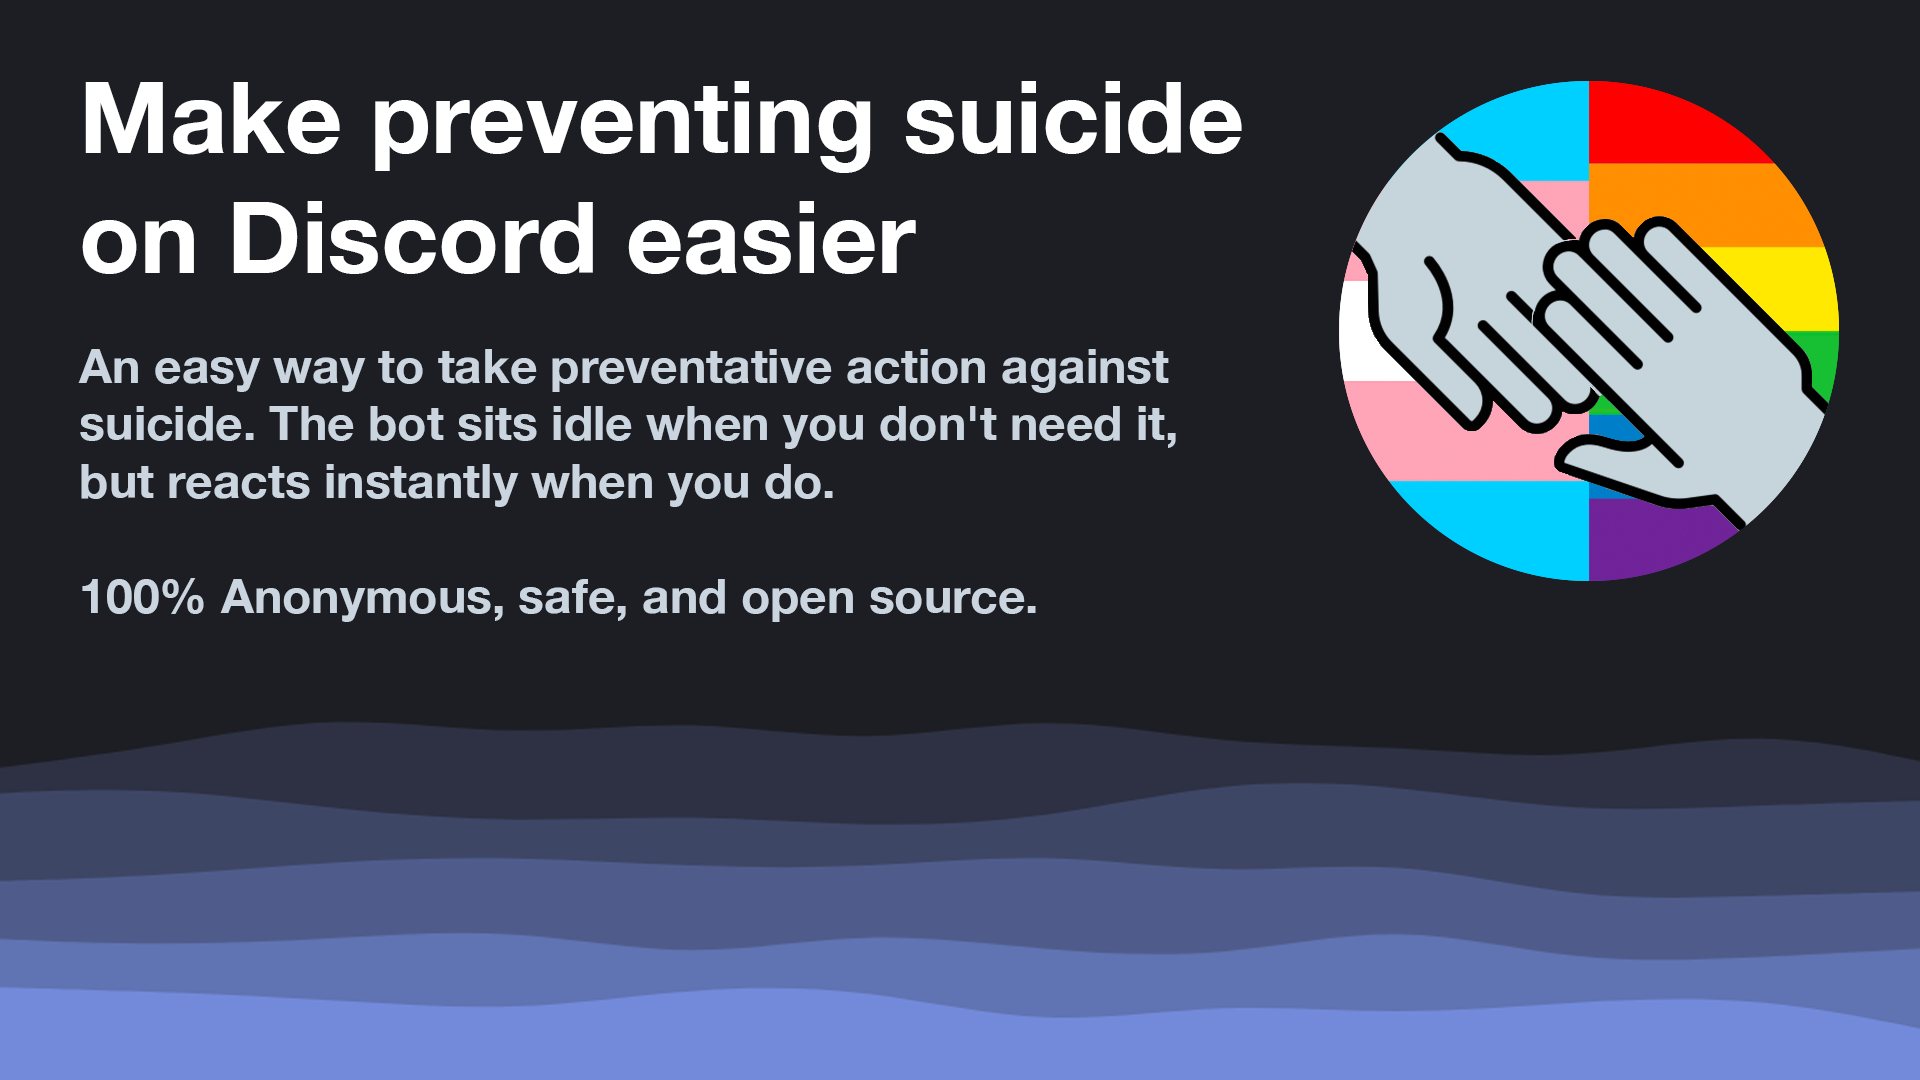 Make preventing suicide
on Discord easier
An easy way to take preventative action against
suicide. The bot sits idle when you don't need it,
but reacts instantly when you do.
100% Anonymous, safe, and open source.